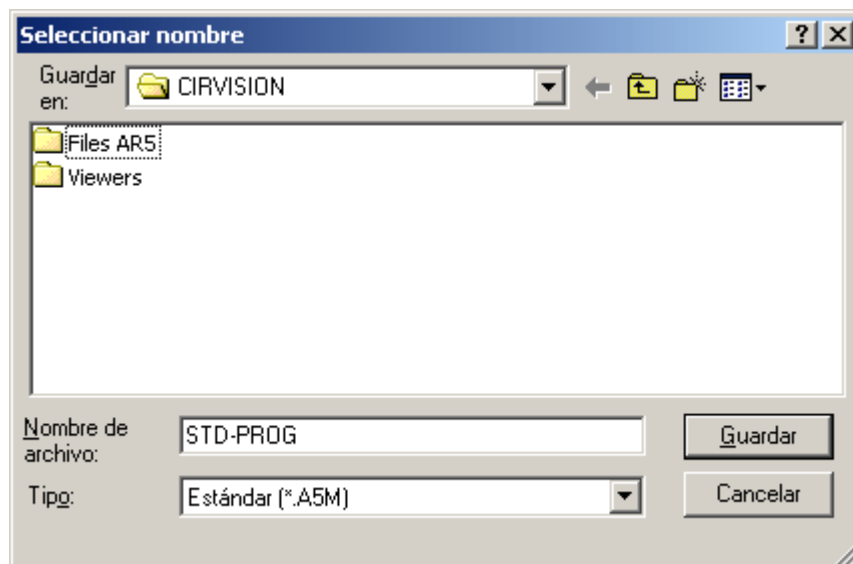 Seleccionar nombre
Guardar
en:
CIRVISION
Files AR5
Viewers
Nombre de
archivo:
STD-PROG
Guardar
Tipo:
Estándar (*.A5M)
Cancelar